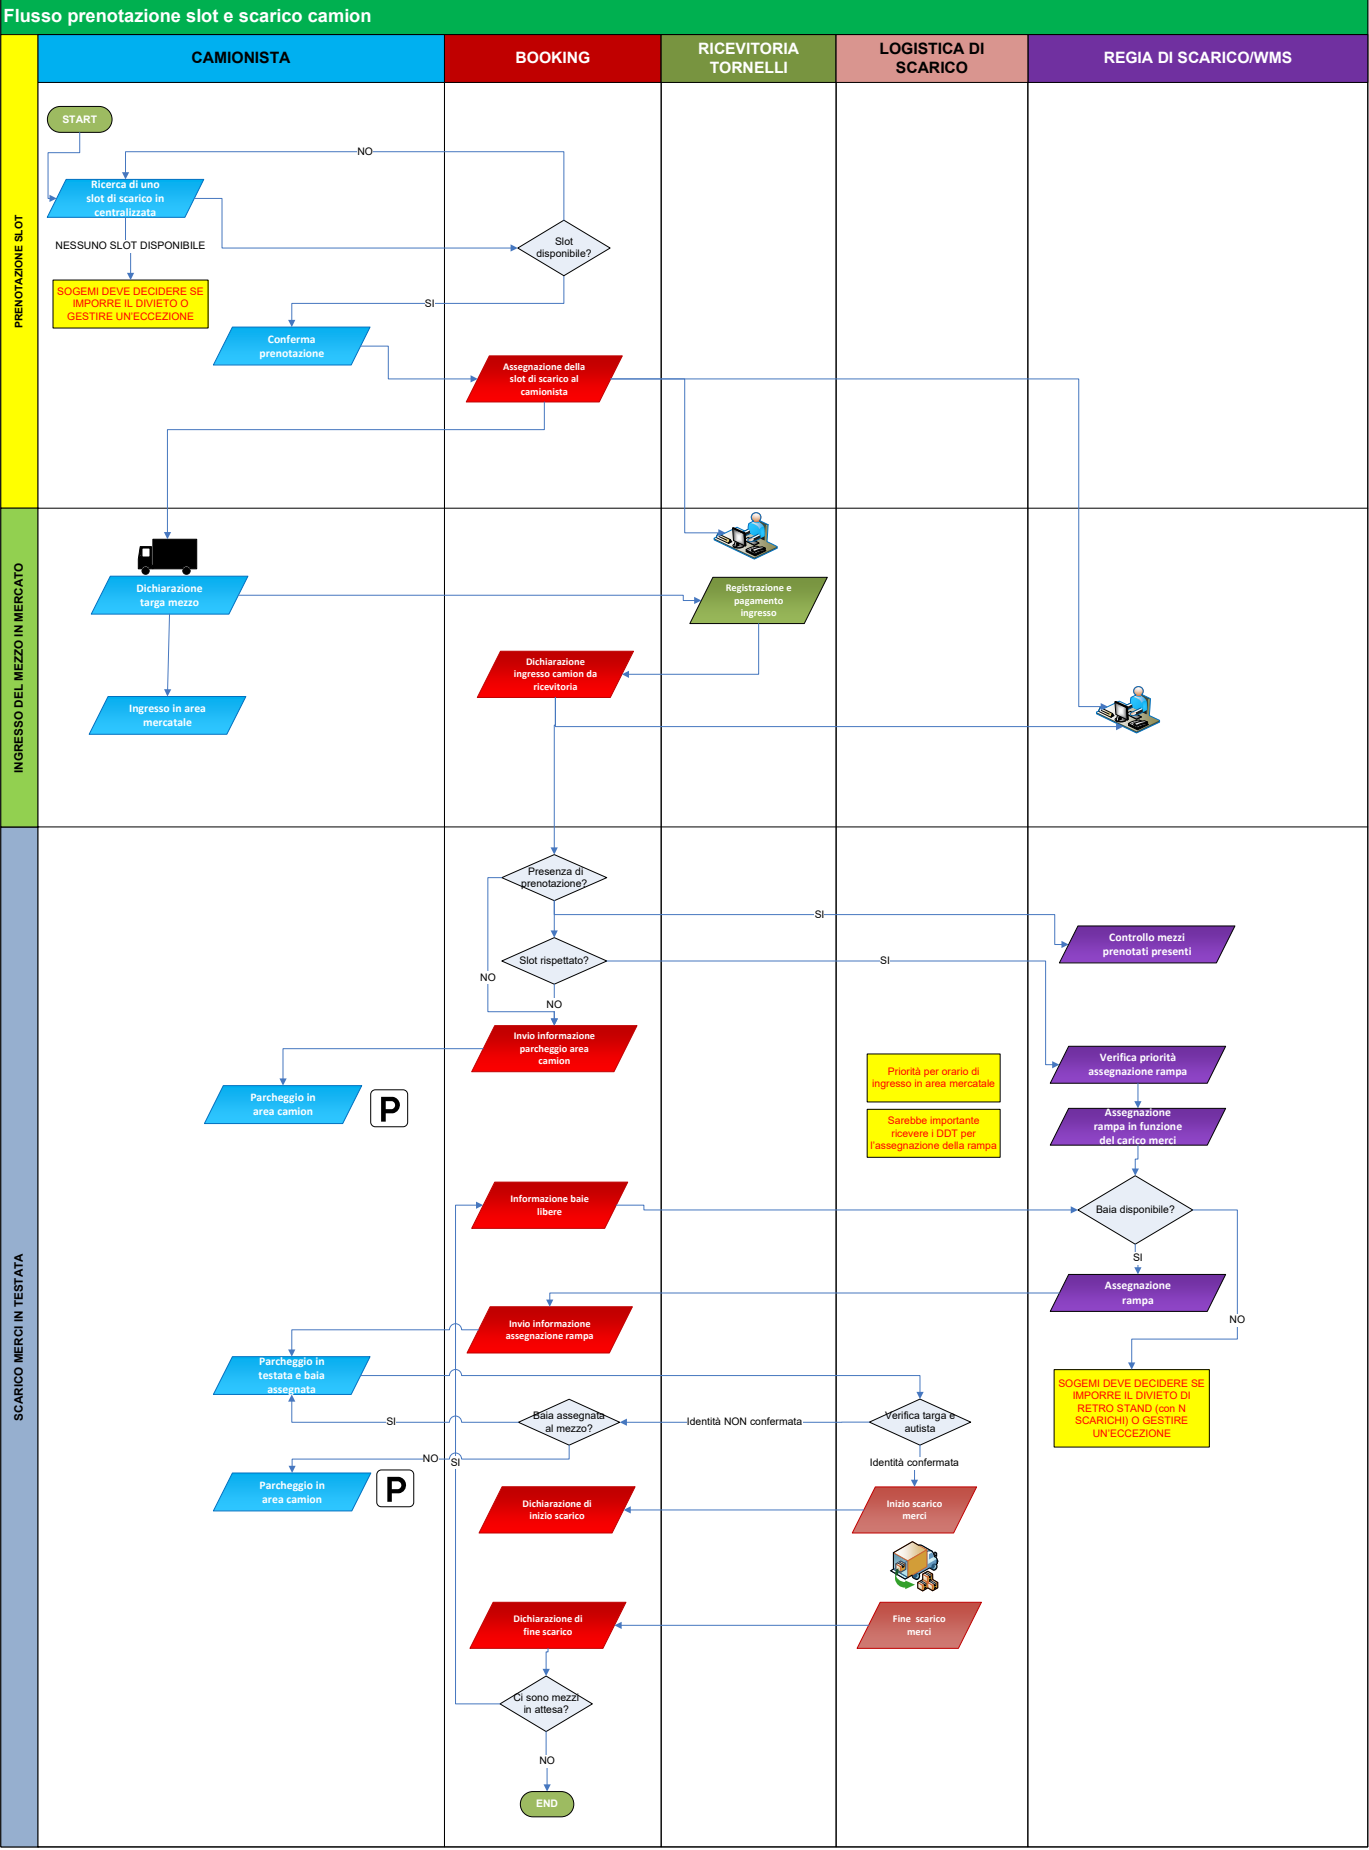 Flusso prenotazione slot e scarico camion
CAMIONISTA
BOOKING
RICEVITORIA
TORNELLI
LOGISTICA DI
SCARICO
REGIA DI SCARICO/WMS
PRENOTAZIONE SLOT
START
NO
Ricerca di uno
slot di scarico in
centralizzata
NESSUNO SLOT DISPONIBILE
Slot
disponibile?
SOGEMI DEVE DECIDERE SE
IMPORRE IL DIVIETO O
GESTIRE UN'ECCEZIONE
SI
Conferma
prenotazione
Assegnazione della
slot di scarico al
camionista
INGRESSO DEL MEZZO IN MERCATO
Dichiarazione
targa mezzo
Registrazione e
pagamento
ingresso
Dichiarazione
ingresso camion da
ricevitoria
Ingresso in area
mercatale
SCARICO MERCI IN TESTATA
Presenza di
prenotazione?
SI
Controllo mezzi
prenotati presenti
Slot rispettato?
SI
NO
NO
Invio informazione
parcheggio area
camion
Verifica priorità
assegnazione rampa
Priorità per orario di
ingresso in area mercatale
Parcheggio in
area camion
P
Sarebbe importante
ricevere i DDT per
l'assegnazione della rampa
Assegnazione
rampa in funzione
del carico merci
Informazione baie
libere
Baia disponibile?
SI
Assegnazione
rampa
NO
Invio informazione
assegnazione rampa
Parcheggio in
testata e baia
assegnata
SOGEMI DEVE DECIDERE SE
IMPORRE IL DIVIETO DI
RETRO STAND (con N
SCARICHI) O GESTIRE
UN'ECCEZIONE
SI
Baia assegnata
al mezzo?
Identità NON confermata
Verifica targa e
autista
NO
SI
Identità confermata
Parcheggio in
area camion
P
Dichiarazione di
inizio scarico
Inizio scarico
merci
Dichiarazione di
fine scarico
Fine scarico
merci
Ci sono mezzi
in attesa?
NO
END